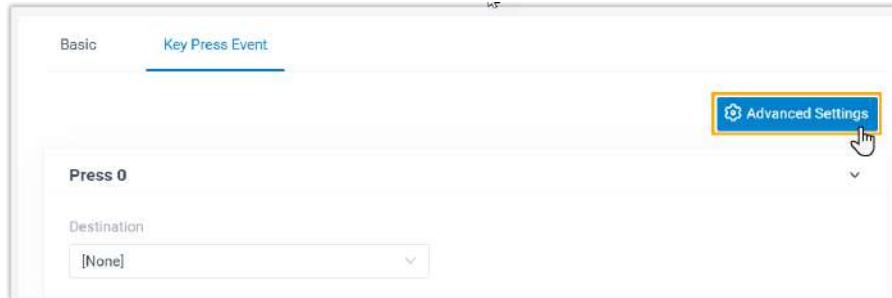 Basic
Key Press Event
Advanced Settings
Press 0
Destination
[None]